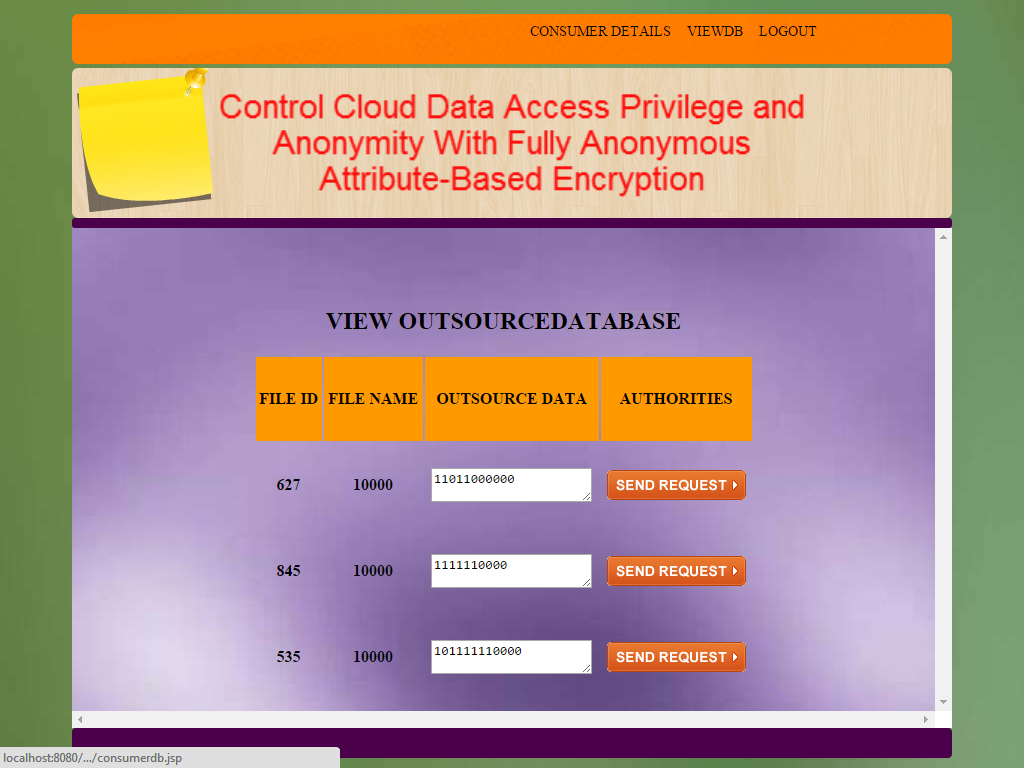 CONSUMER DETAILS VIEWDB LOGOUT
Control Cloud Data Access Privilege and
Anonymity With Fully Anonymous
Attribute-Based Encryption
VIEW OUTSOURCEDATABASE
FILE ID FILE NAME OUTSOURCE DATA AUTHORITIES
627 10000 11011000000 SEND REQUEST
845 10000 1111110000 SEND REQUEST
535 10000 101111110000 SEND REQUEST
localhost:8080/.../consumerdb.jsp